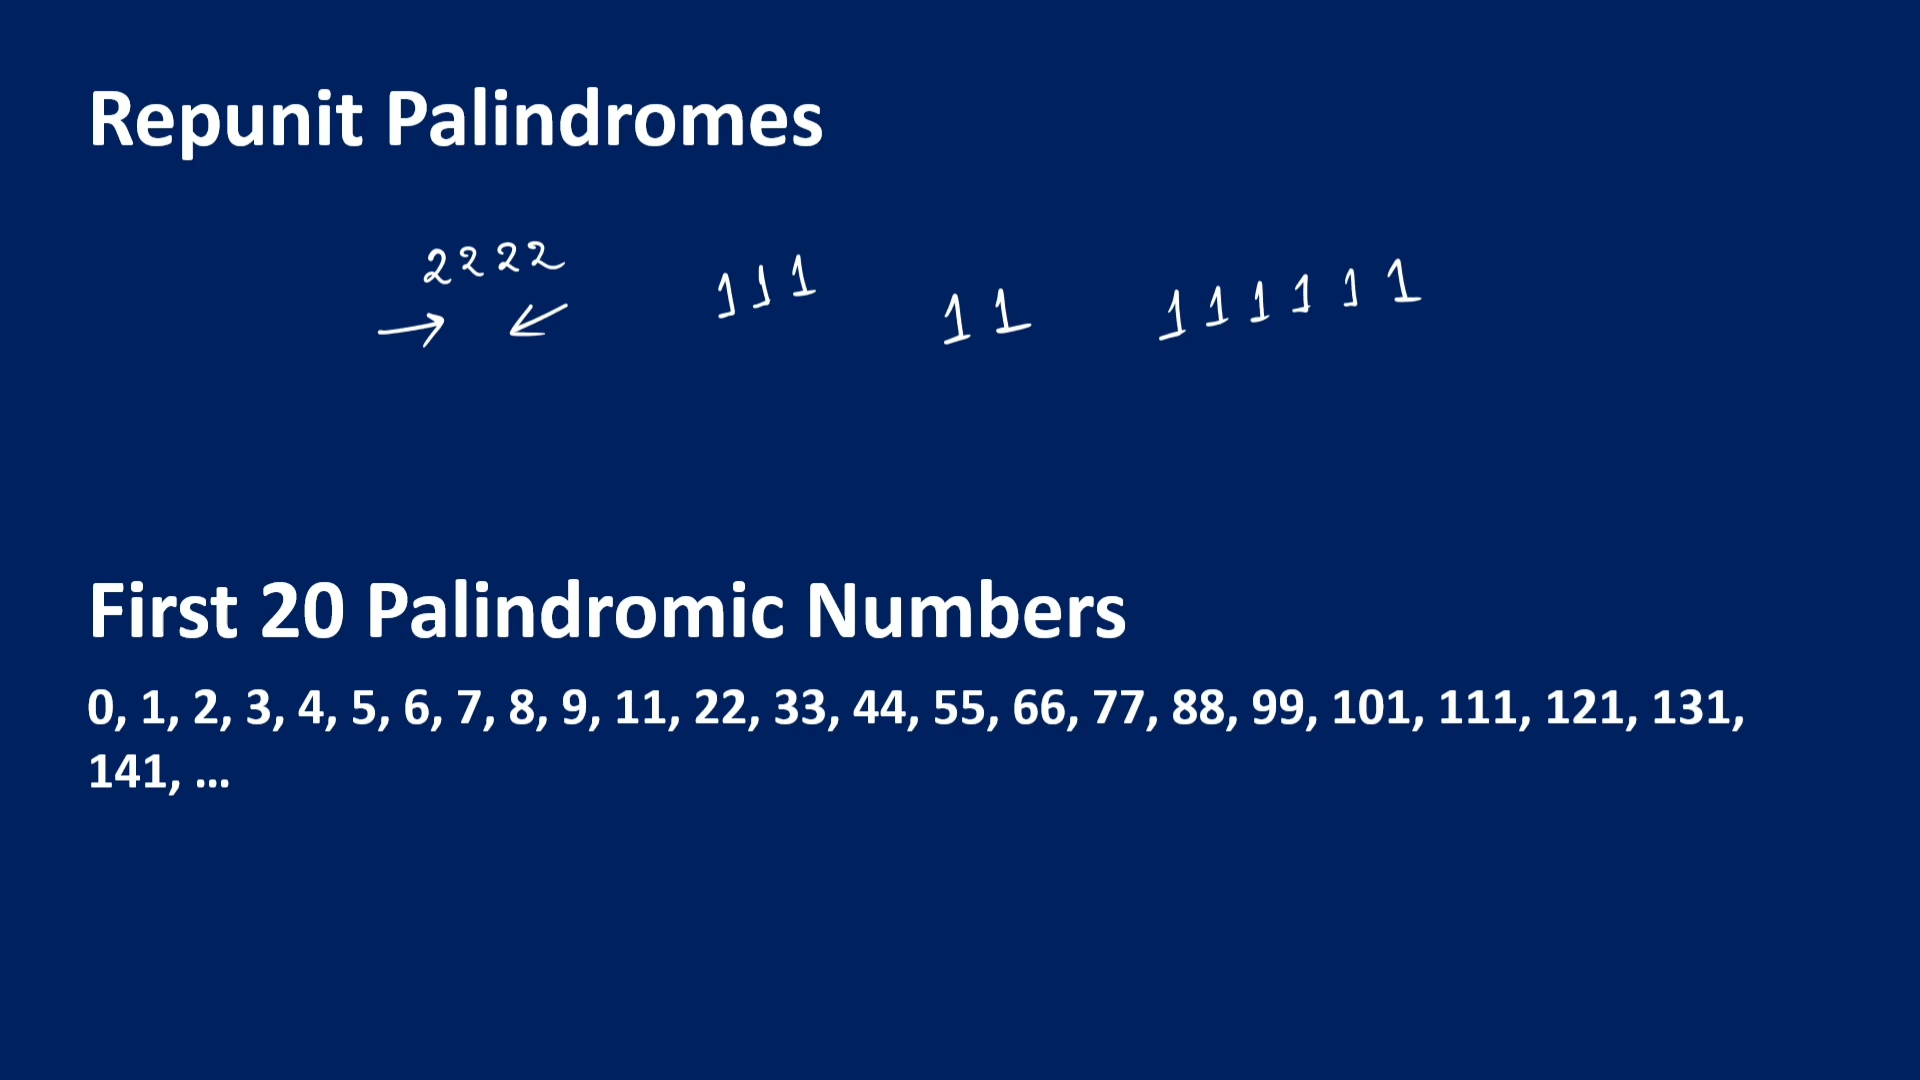 Repunit Palindromes
2222 111 11 111111
First 20 Palindromic Numbers
0, 1, 2, 3, 4, 5, 6, 7, 8, 9, 11, 22, 33, 44, 55, 66, 77, 88, 99, 101, 111, 121, 131,
141, ...